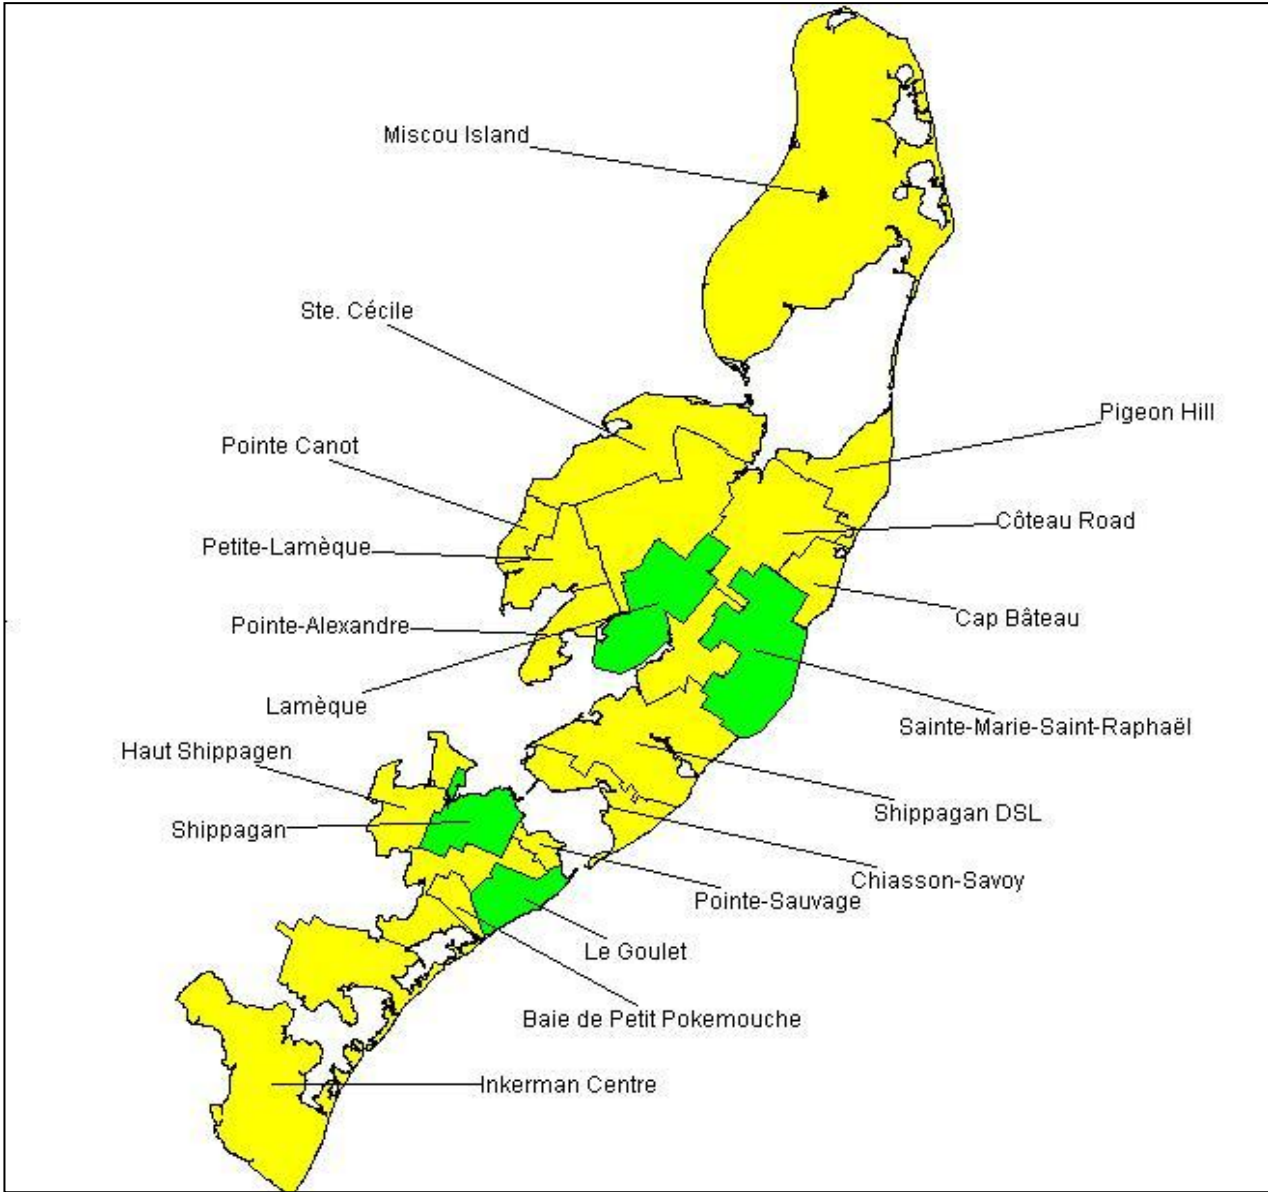 Miscou Island
Ste. Cécile
Pigeon Hill
Pointe Canot
Côteau Road
Petite-Lamèque
Cap Bâteau
Pointe-Alexandre
Lamèque
Sainte-Marie-Saint-Raphaël
Haut Shippagen
Shippagan DSL
Shippagan
Chiasson-Savoy
Pointe-Sauvage
Le Goulet
Baie de Petit Pokemouche
Inkerman Centre